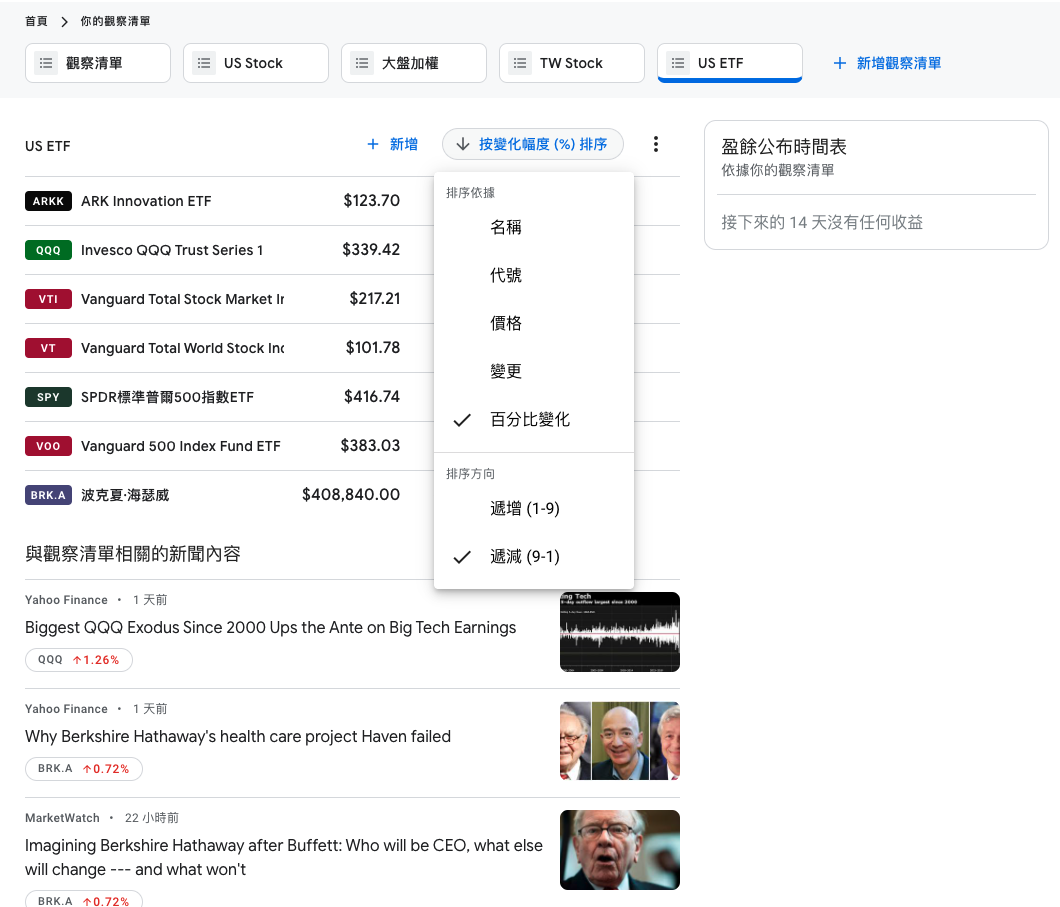 首頁 你的觀察清單
觀察清單 US Stock 大盤加權 TW Stock US ETF 新增觀察清單
US ETF 新增 按變化幅度 (%) 排序
盈餘公布時間表
依據你的觀察清單
接下來的 14 天沒有任何收益
ARKK ARK Innovation ETF $123.70
QQQ Invesco QQQ Trust Series 1 $339.42
VTI Vanguard Total Stock Market In $217.21
VT Vanguard Total World Stock Ind $101.78
SPY SPDR標準普爾500指數ETF $416.74
VOO Vanguard 500 Index Fund ETF $383.03
BRK.A 波克夏·海瑟威 $408,840.00
排序依據
名稱
代號
價格
變更
百分比變化
排序方向
遞增 (1-9)
遞減 (9-1)
與觀察清單相關的新聞內容
Yahoo Finance • 1 天前
Biggest QQQ Exodus Since 2000 Ups the Ante on Big Tech Earnings
QQQ ↑1.26%
Yahoo Finance • 1 天前
Why Berkshire Hathaway's health care project Haven failed
BRK.A ↑0.72%
MarketWatch • 22 小時前
Imagining Berkshire Hathaway after Buffett: Who will be CEO, what else
will change --- and what won't
BRK.A ↑0.72%